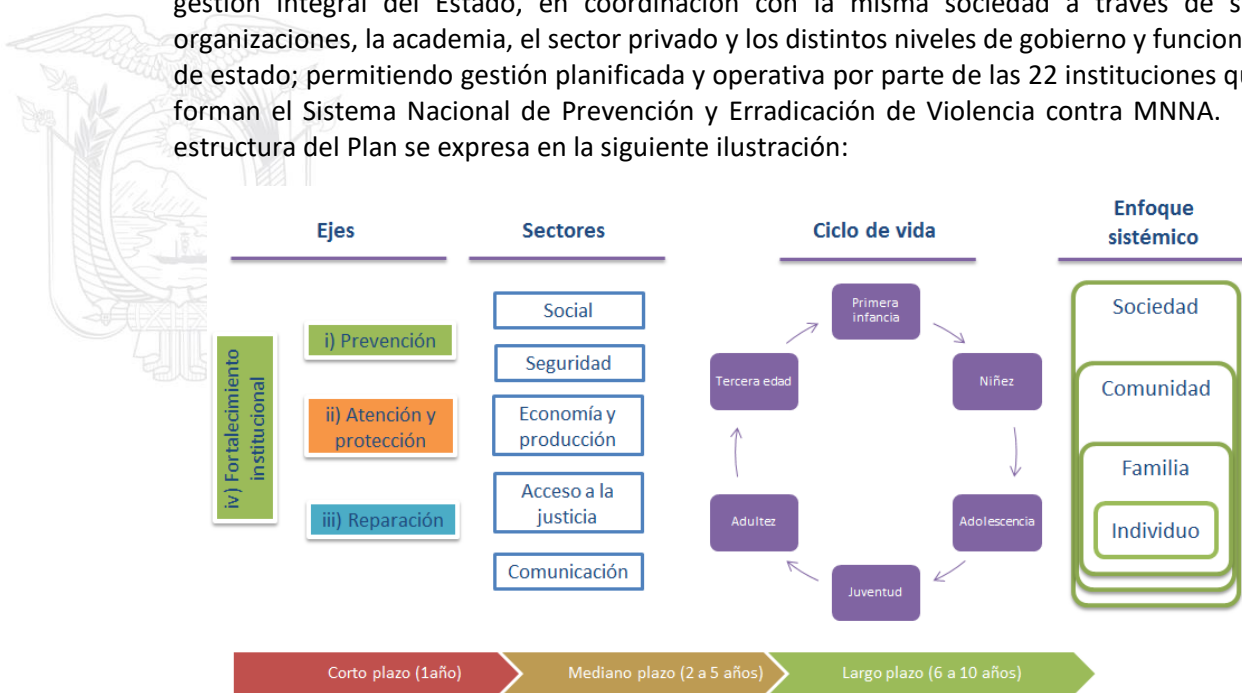 gestión integral del Estado, en coordinación con la misma sociedad a través de s
organizaciones, la academia, el sector privado y los distintos niveles de gobierno y funcion
de estado; permitiendo gestión planificada y operativa por parte de las 22 instituciones qu
forman el Sistema Nacional de Prevención y Erradicación de Violencia contra MNNA.
estructura del Plan se expresa en la siguiente ilustración:
Ejes
iv) Fortalecimiento
institucional
i) Prevención
ii) Atención y
protección
iii) Reparación
Sectores
Social
Seguridad
Economía y
producción
Acceso a la
justicia
Comunicación
Ciclo de vida
Primera
infancia
Niñez
Adolescencia
Juventud
Adultez
Tercera edad
Enfoque
sistémico
Sociedad
Comunidad
Familia
Individuo
Corto plazo (1año)
Mediano plazo (2 a 5 años)
Largo plazo (6 a 10 años)